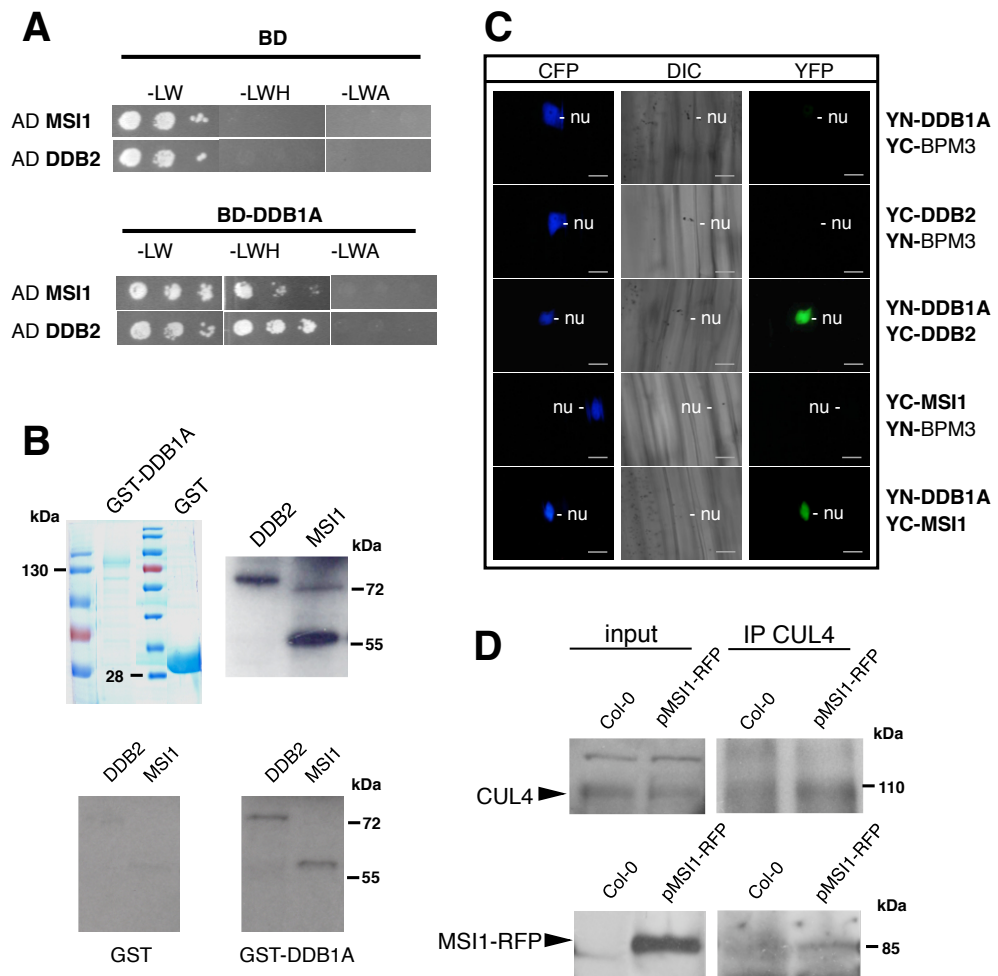 A
BD
-LW -LWH -LWA
AD MSI1
AD DDB2
BD-DDB1A
-LW -LWH -LWA
AD MSI1
AD DDB2
B
GST-DDB1A GST
kDa
130
28
DDB2 MSI1
kDa
72
55
DDB2 MSI1
GST
DDB2 MSI1
kDa
72
55
GST-DDB1A
C
CFP DIC YFP
- nu - nu - nu
YN-DDB1A
YC-BPM3
- nu - nu - nu
YC-DDB2
YN-BPM3
- nu - nu - nu
YN-DDB1A
YC-DDB2
nu - nu - nu -
YC-MSI1
YN-BPM3
- nu - nu - nu
YN-DDB1A
YC-MSI1
D
input IP CUL4
Col-0 pMSI1-RFP Col-0 pMSI1-RFP
kDa
CUL4
110
Col-0 pMSI1-RFP Col-0 pMSI1-RFP
kDa
MSI1-RFP
85